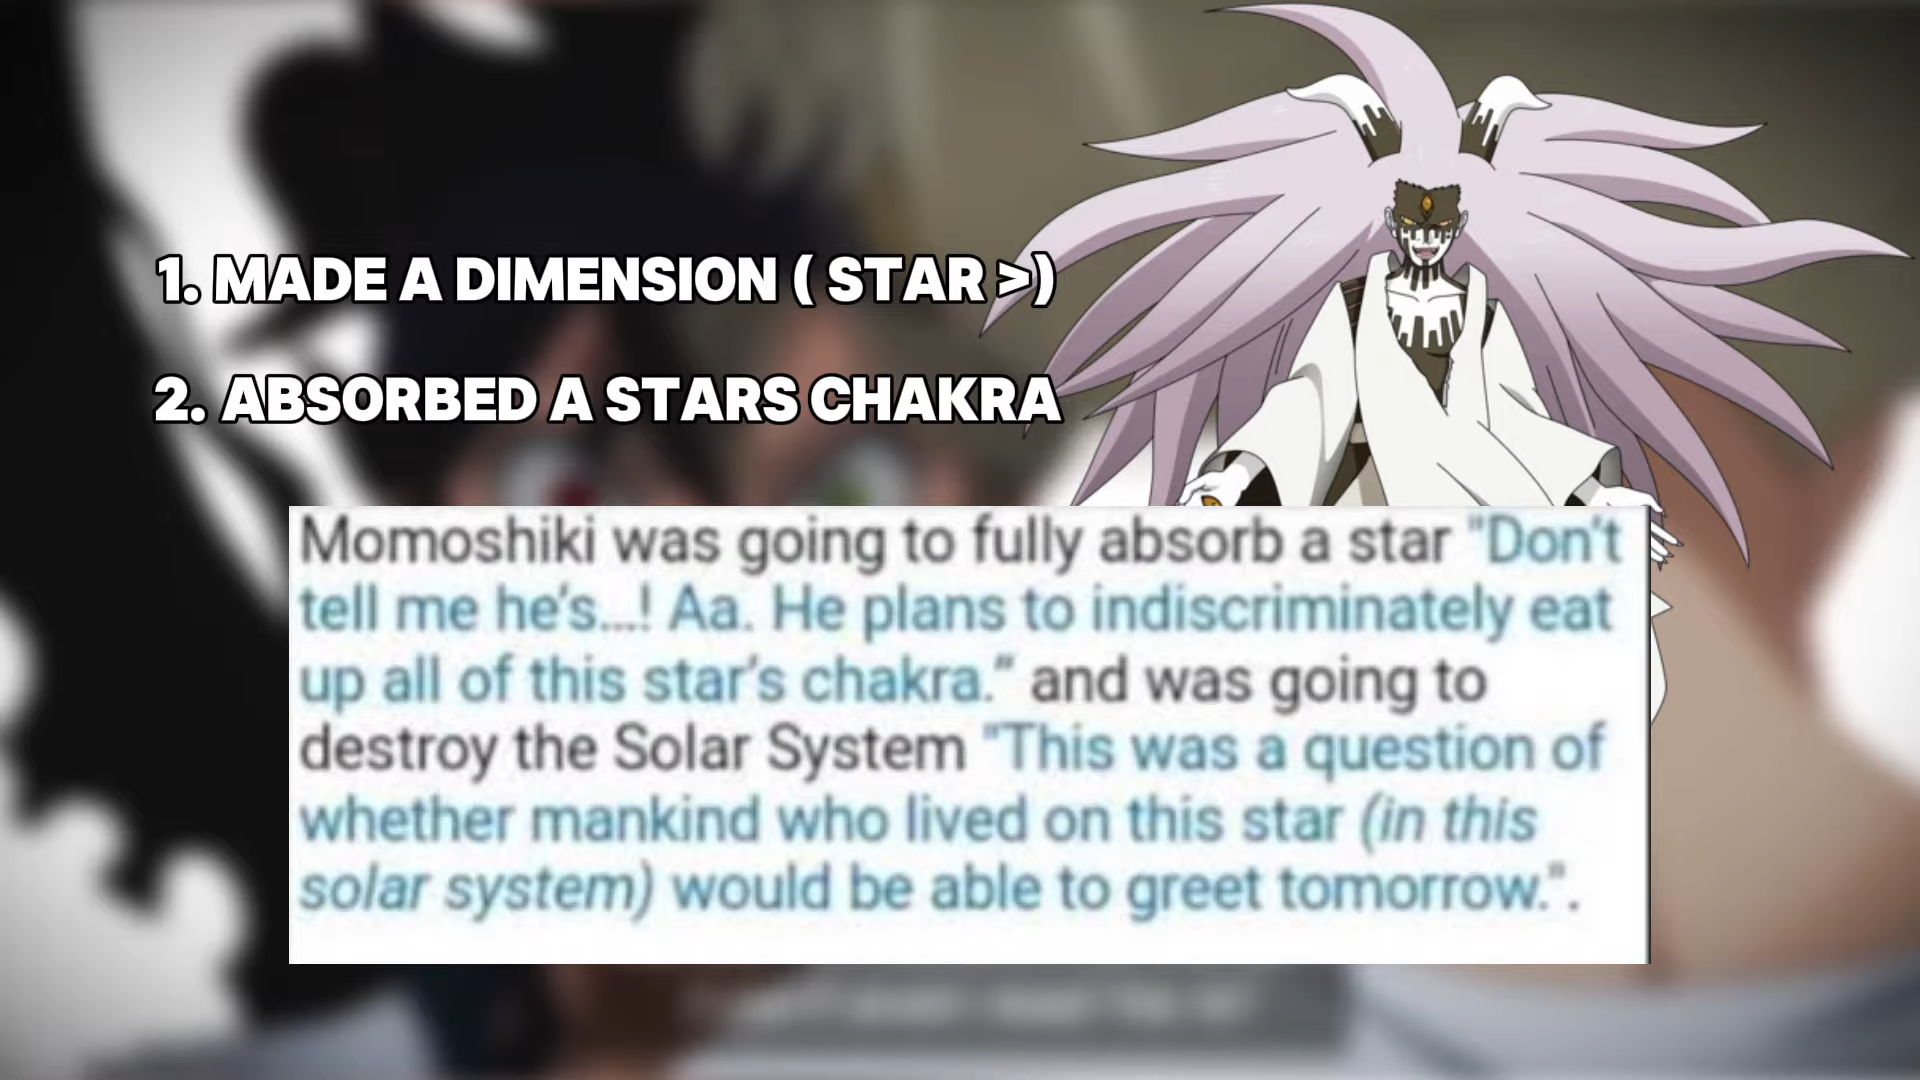 1. MADE A DIMENSION ( STAR >)
2. ABSORBED A STARS CHAKRA
Momoshiki was going to fully absorb a star "Don't
tell me he's...! Aa. He plans to indiscriminately eat
up all of this star's chakra." and was going to
destroy the Solar System "This was a question of
whether mankind who lived on this star (in this
solar system) would be able to greet tomorrow.".